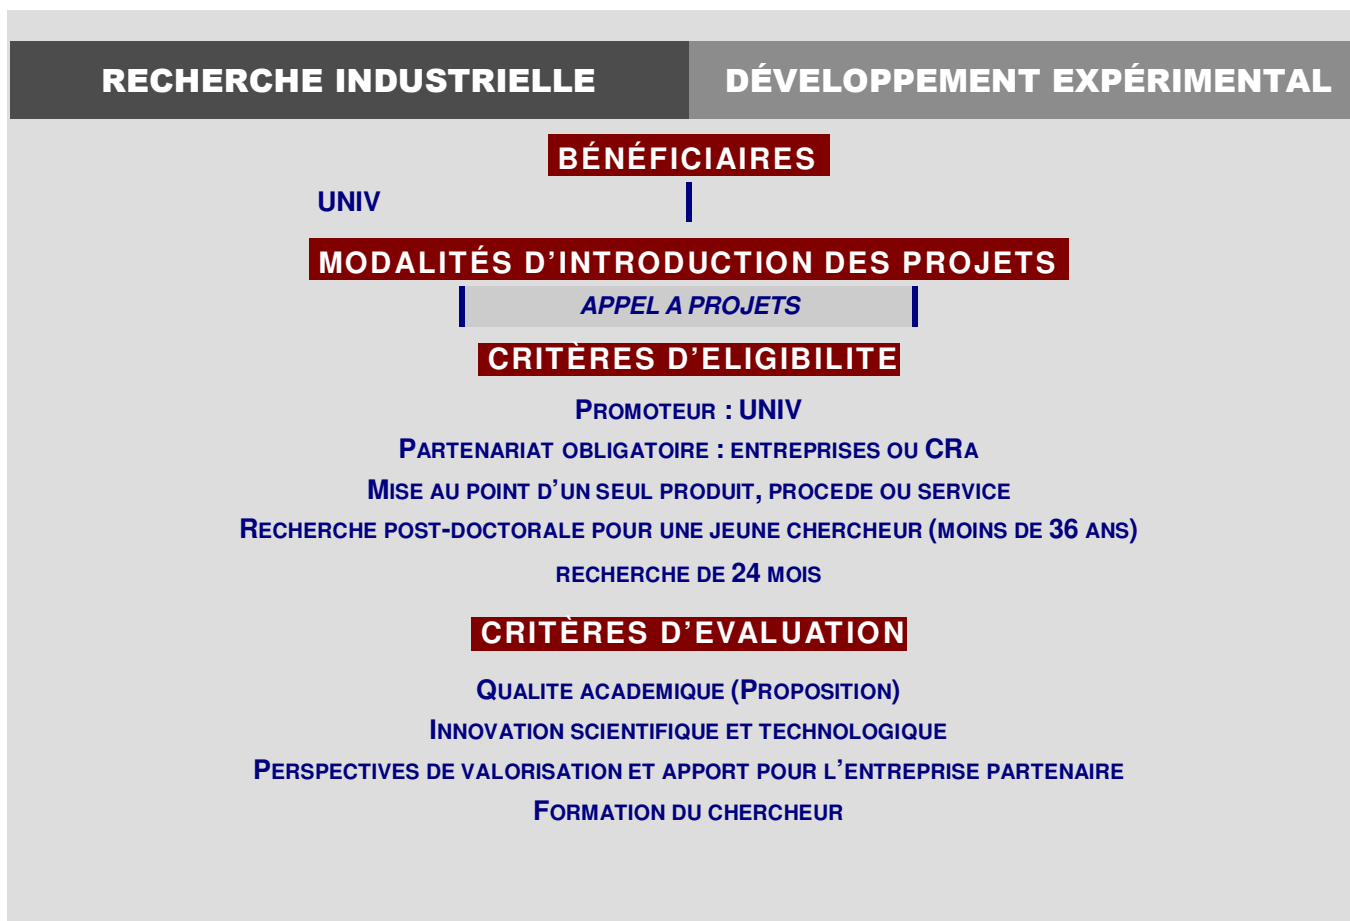 RECHERCHE INDUSTRIELLE
DÉVELOPPEMENT EXPÉRIMENTAL
BÉNÉFICIAIRES
UNIV
MODALITÉS D’INTRODUCTION DES PROJETS
APPEL A PROJETS
CRITÈRES D’ELIGIBILITE
PROMOTEUR : UNIV
PARTENARIAT OBLIGATOIRE : ENTREPRISES OU CRA
MISE AU POINT D’UN SEUL PRODUIT, PROCEDE OU SERVICE
RECHERCHE POST-DOCTORALE POUR UNE JEUNE CHERCHEUR (MOINS DE 36 ANS)
RECHERCHE DE 24 MOIS
CRITÈRES D’EVALUATION
QUALITE ACADEMIQUE (PROPOSITION)
INNOVATION SCIENTIFIQUE ET TECHNOLOGIQUE
PERSPECTIVES DE VALORISATION ET APPORT POUR L’ENTREPRISE PARTENAIRE
FORMATION DU CHERCHEUR